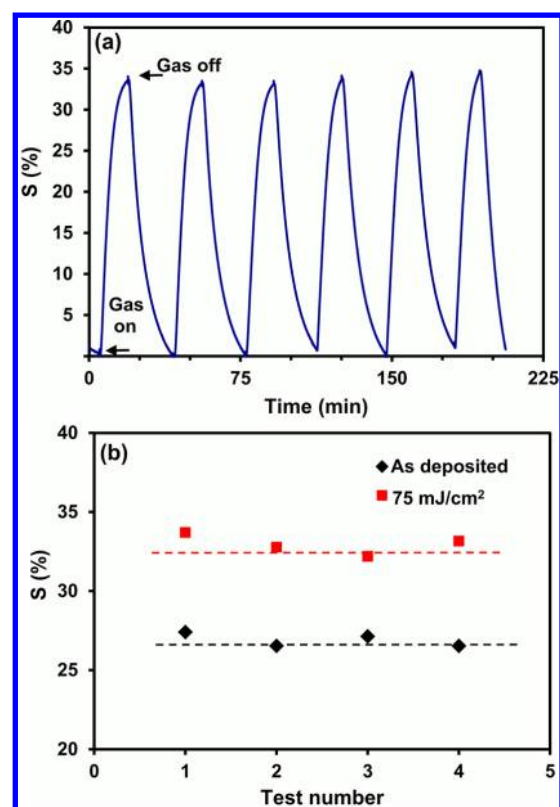 (a)
40
35
30
25
20
15
10
5
S (%)
Gas off
Gas
on
0
75
150
225
Time (min)
(b)
40
35
30
25
20
S (%)
As deposited
75 mJ/cm²
0
1
2
3
4
5
Test number